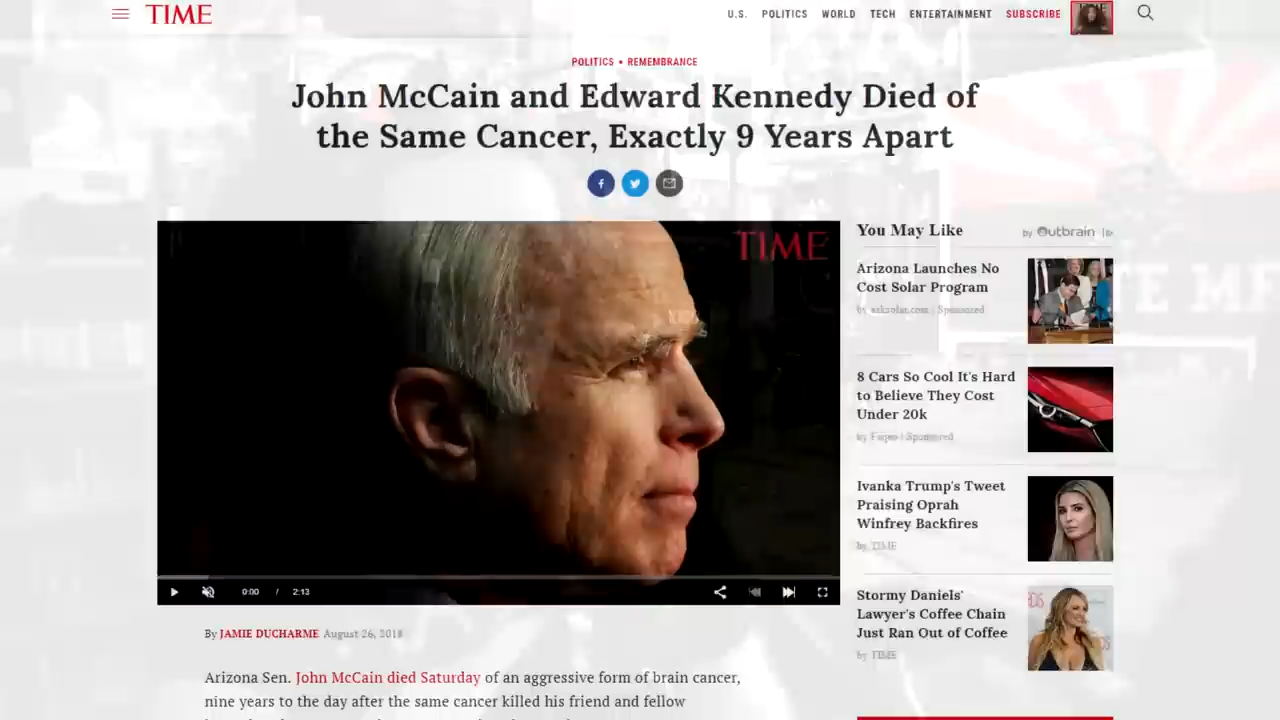 TIME
U.S. POLITICS WORLD TECH ENTERTAINMENT SUBSCRIBE
POLITICS • REMEMBRANCE
John McCain and Edward Kennedy Died of
the Same Cancer, Exactly 9 Years Apart
TIME
0:00 / 2:13
By JAMIE DUCHARME August 26, 2018
Arizona Sen. John McCain died Saturday of an aggressive form of brain cancer,
nine years to the day after the same cancer killed his friend and fellow
You May Like
by Outbrain
Arizona Launches No
Cost Solar Program
by asksolar.com | Sponsored
8 Cars So Cool It's Hard
to Believe They Cost
Under 20k
by | Sponsored
Ivanka Trump's Tweet
Praising Oprah
Winfrey Backfires
by TIME
Stormy Daniels'
Lawyer's Coffee Chain
Just Ran Out of Coffee
by TIME